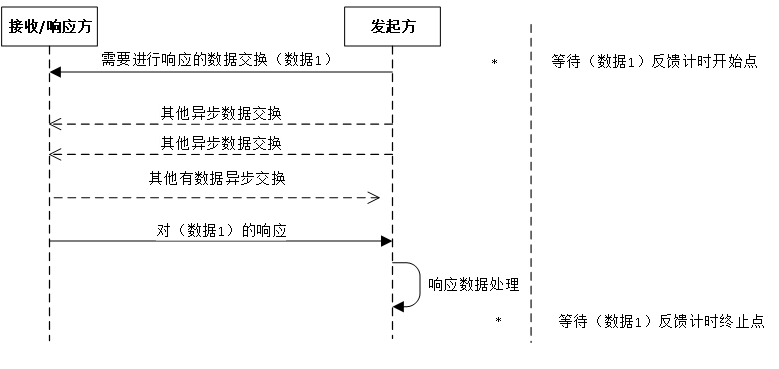 接收/响应方
发起方
需要进行响应的数据交换（数据1）
* 等待（数据1）反馈计时开始点
其他异步数据交换
其他异步数据交换
其他有数据异步交换
对（数据1）的响应
响应数据处理
* 等待（数据1）反馈计时终止点